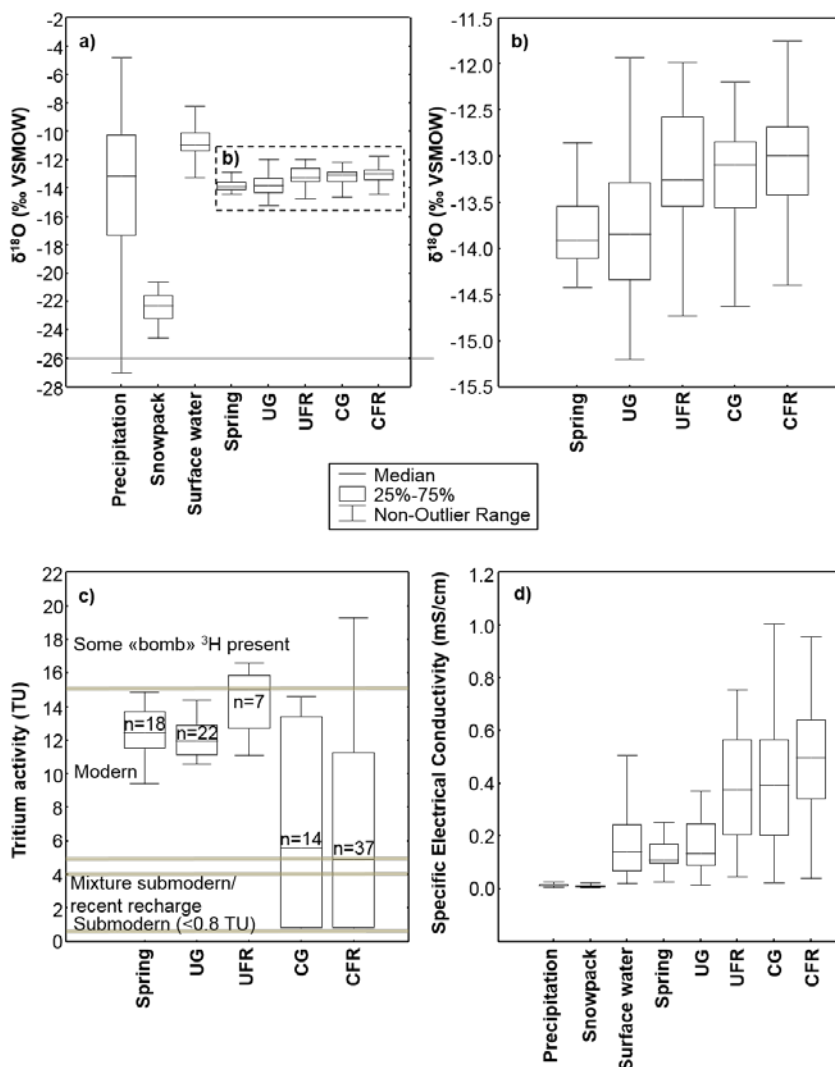 a)
δ¹⁸O (‰ VSMOW)
-2
-4
-6
-8
-10
-12
-14
-16
-18
-20
-22
-24
-26
-28
b)
Precipitation
Snowpack
Surface water
Spring
UG
UFR
CG
CFR
b)
δ¹⁸O (‰ VSMOW)
-11.5
-12.0
-12.5
-13.0
-13.5
-14.0
-14.5
-15.0
-15.5
Spring
UG
UFR
CG
CFR
Median
25%-75%
Non-Outlier Range
c)
Tritium activity (TU)
22
20
18
16
14
12
10
8
6
4
2
0
Some «bomb» ³H present
n=18
n=22
n=7
Modern
n=14
n=37
Mixture submodern/
recent recharge
Submodern (<0.8 TU)
Spring
UG
UFR
CG
CFR
d)
Specific Electrical Conductivity (mS/cm)
1.2
1.0
0.8
0.6
0.4
0.2
0.0
Precipitation
Snowpack
Surface water
Spring
UG
UFR
CG
CFR